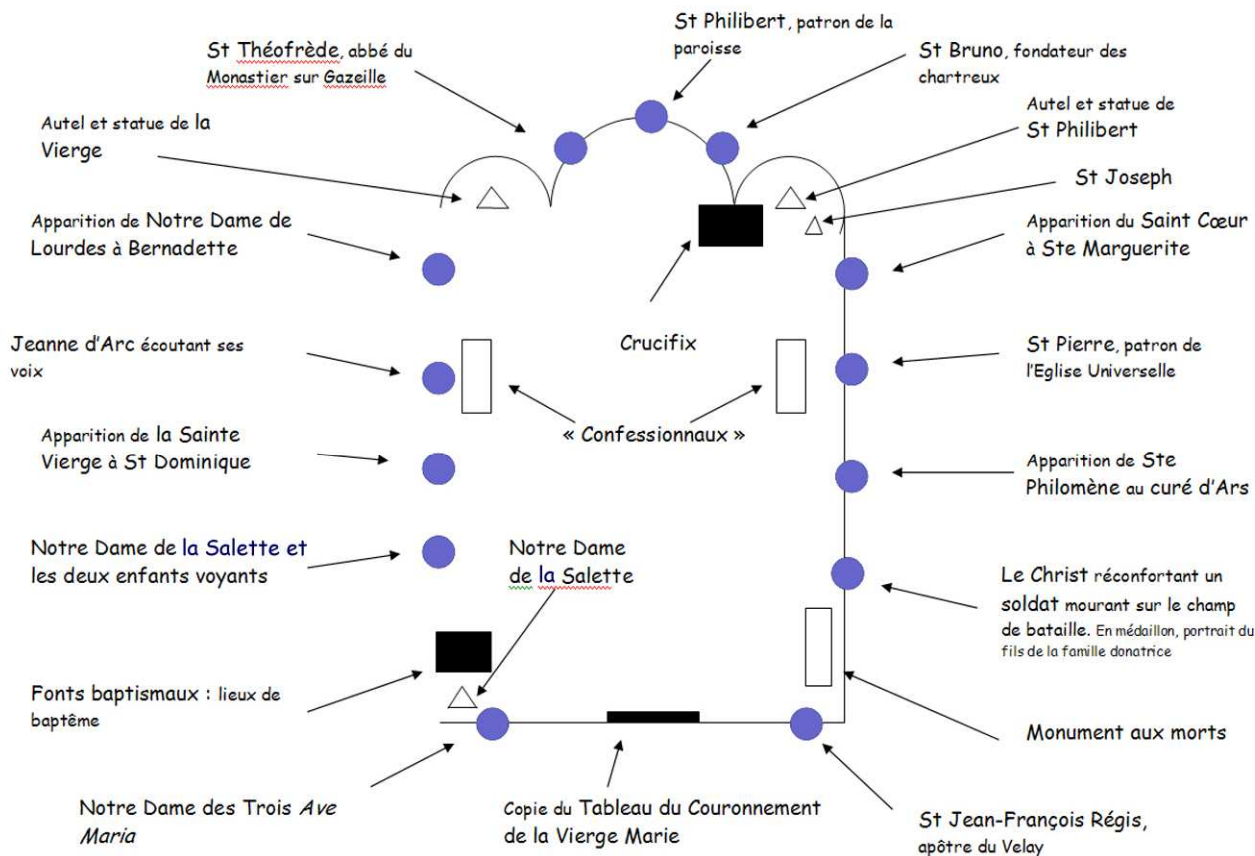 St Philibert, patron de la
paroisse
St Théofrède, abbé du
Monastier sur Gazeille
St Bruno, fondateur des
chartreux
Autel et statue de la
Vierge
Autel et statue de
St Philibert
St Joseph
Apparition de Notre Dame de
Lourdes à Bernadette
Apparition du Saint Cœur
à Ste Marguerite
Jeanne d'Arc écoutant ses
voix
Crucifix
St Pierre, patron de
l'Eglise Universelle
« Confessionnaux »
Apparition de la Sainte
Vierge à St Dominique
Apparition de Ste
Philomène au curé d'Ars
Notre Dame de la Salette et
les deux enfants voyants
Notre Dame
de la Salette
Le Christ réconfortant un
soldat mourant sur le champ
de bataille. En médaillon, portrait du
fils de la famille donatrice
Fonts baptismaux : lieux de
baptême
Monument aux morts
Notre Dame des Trois Ave
Maria
Copie du Tableau du Couronnement
de la Vierge Marie
St Jean-François Régis,
apôtre du Velay